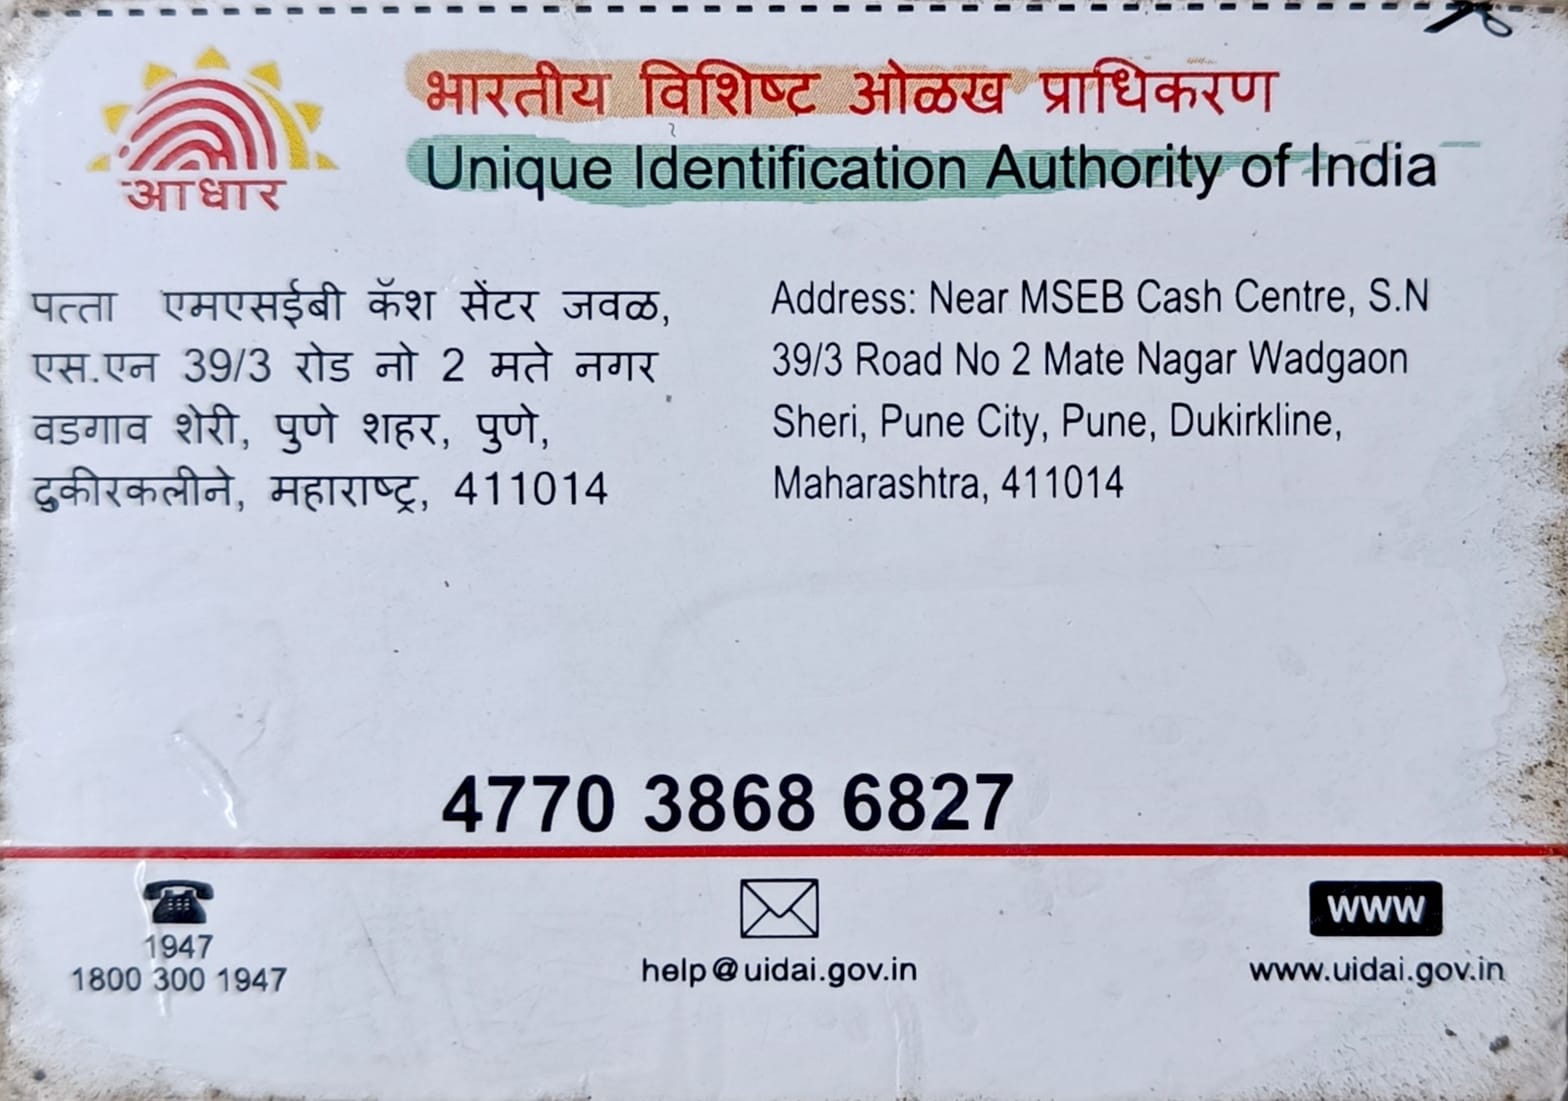 आधार
भारतीय विशिष्ट ओळख प्राधिकरण
Unique Identification Authority of India
पत्ता एमएसईबी कॅश सेंटर जवळ,
एस.एन 39/3 रोड नो 2 मते नगर
वडगाव शेरी, पुणे शहर, पुणे,
दुकीरकलीने, महाराष्ट्र, 411014
Address: Near MSEB Cash Centre, S.N
39/3 Road No 2 Mate Nagar Wadgaon
Sheri, Pune City, Pune, Dukirkline,
Maharashtra, 411014
4770 3868 6827
1947
1800 300 1947
help@uidai.gov.in
WWW
www.uidai.gov.in